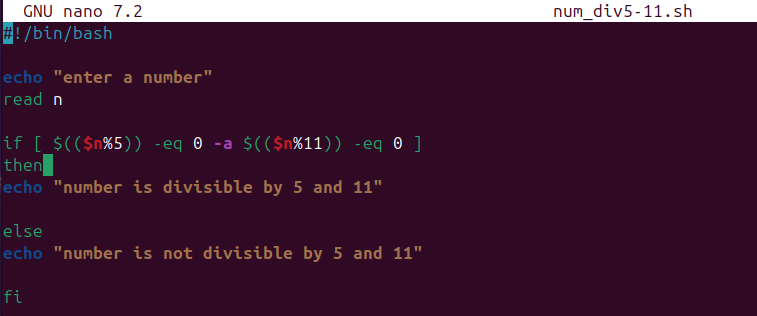 GNU nano 7.2 num_div5-11.sh
#!/bin/bash
echo "enter a number"
read n
if [ $(($n%5)) -eq 0 -a $(($n%11)) -eq 0 ]
then
echo "number is divisible by 5 and 11"
else
echo "number is not divisible by 5 and 11"
fi